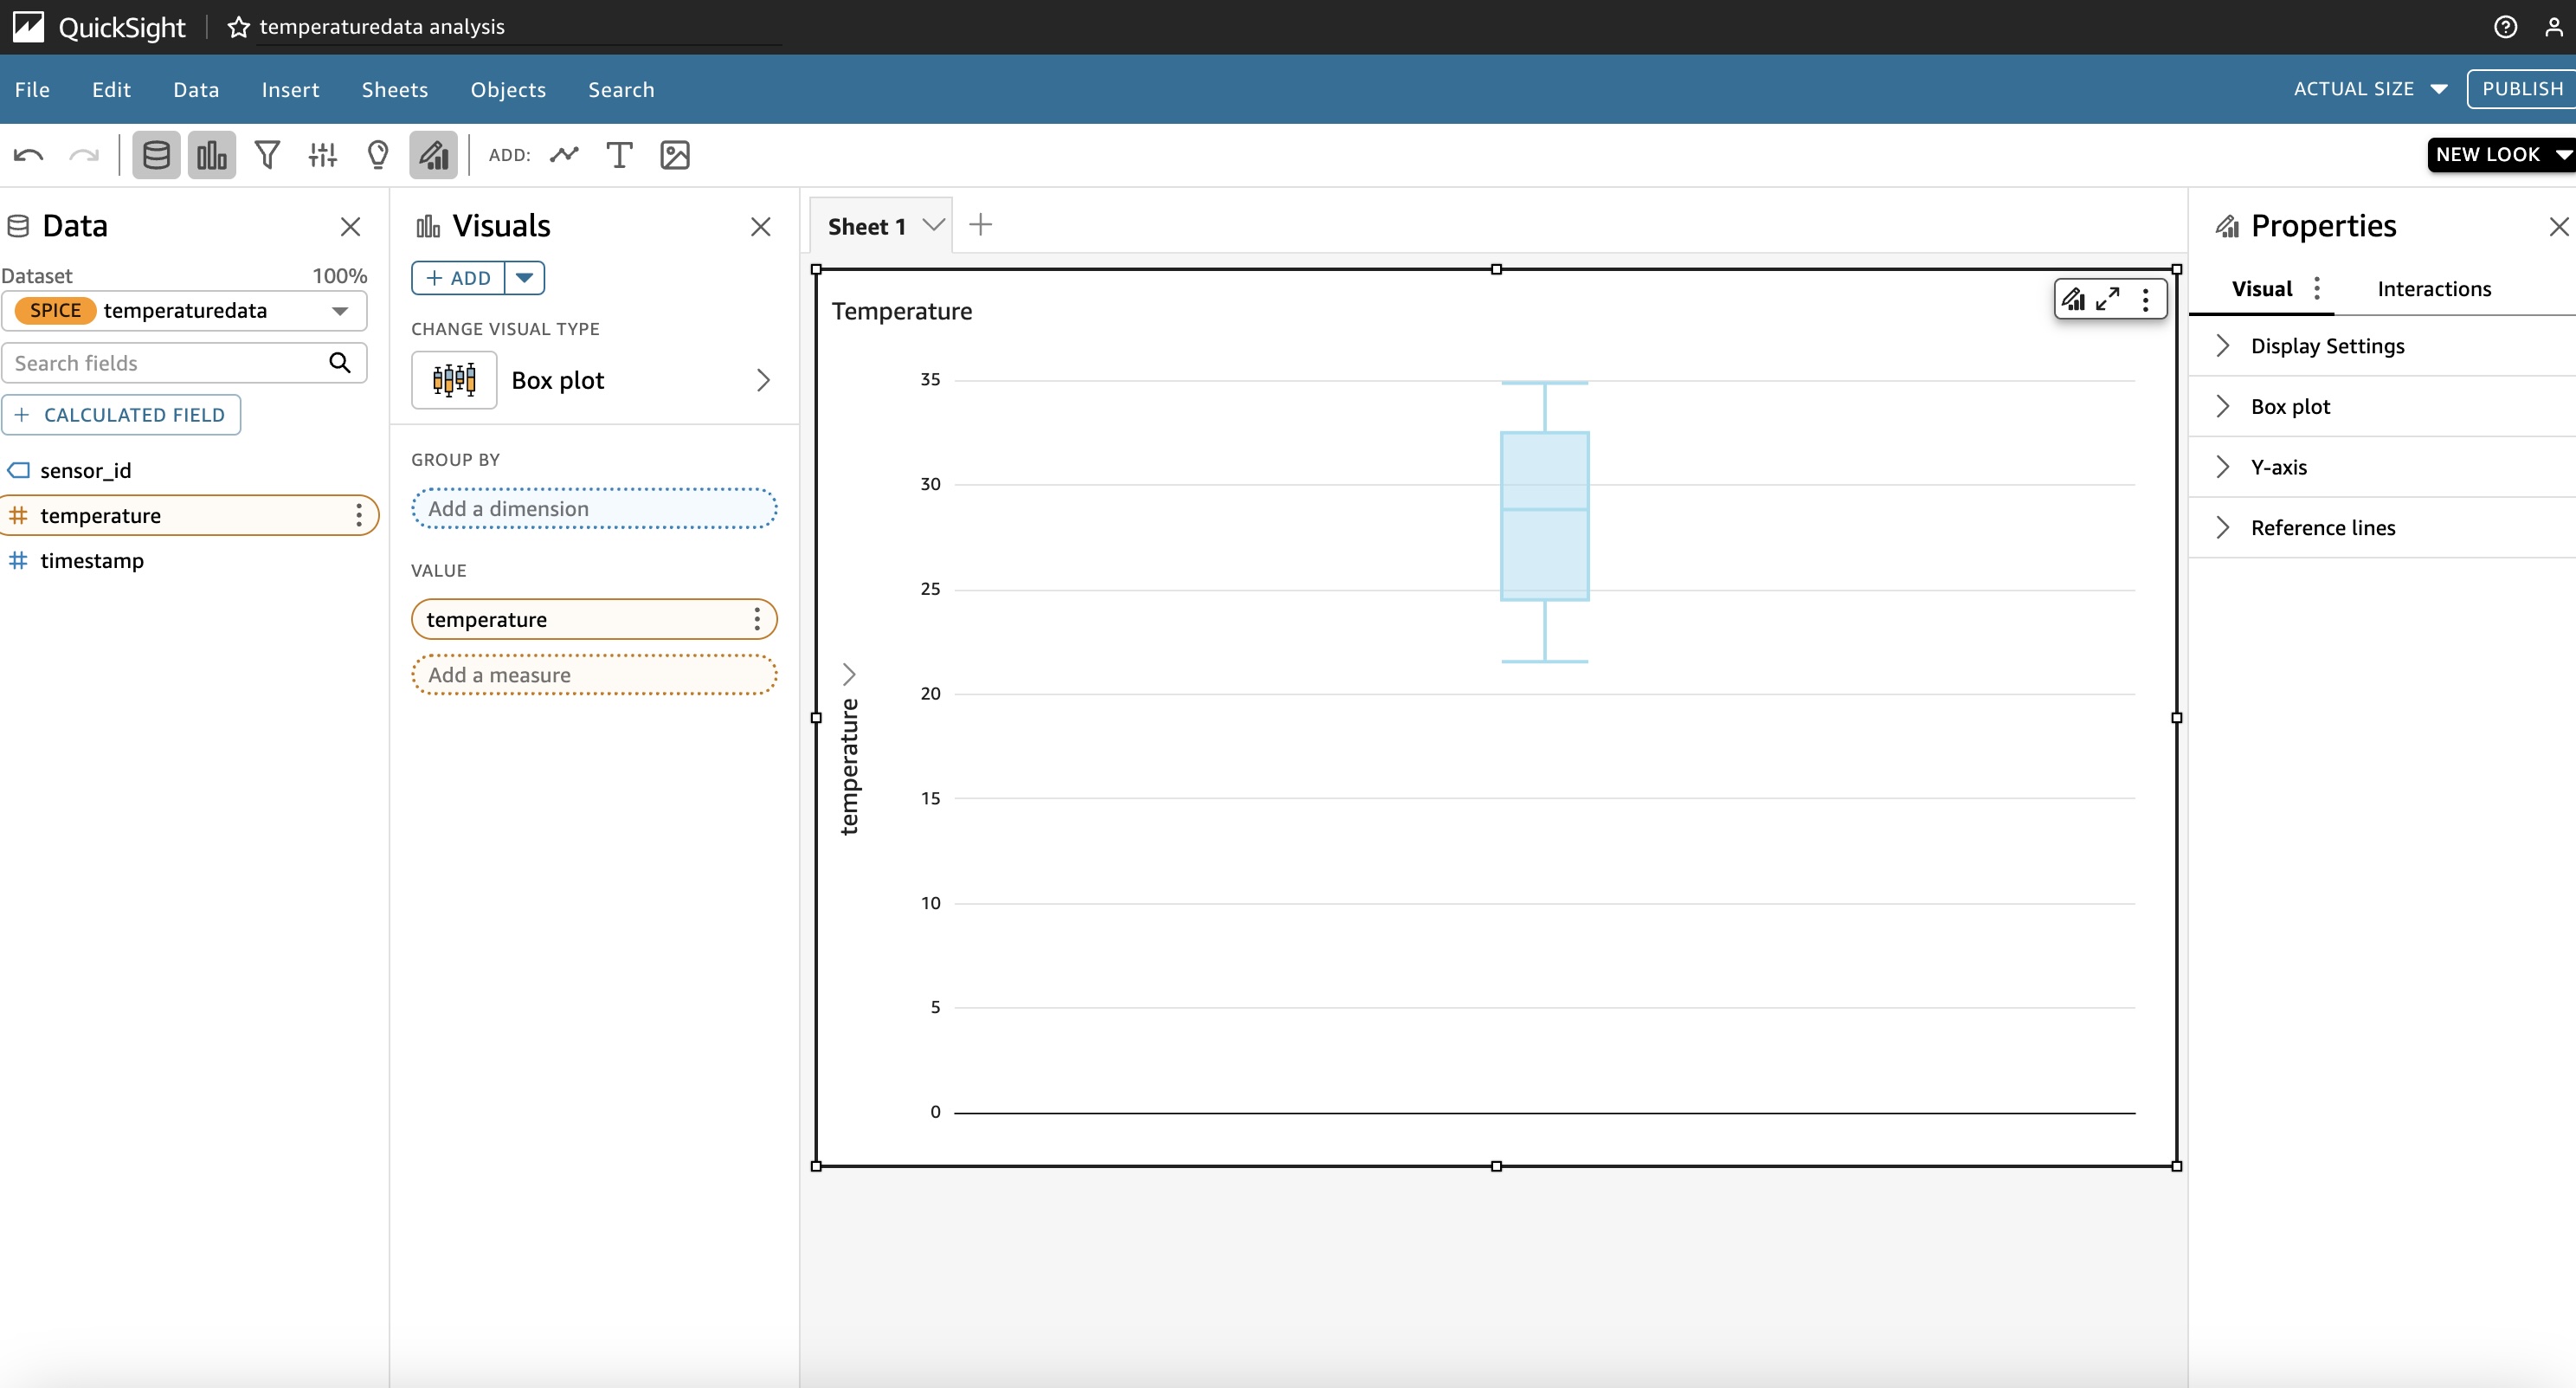 QuickSight
temperaturedata analysis
File Edit Data Insert Sheets Objects Search
ACTUAL SIZE
PUBLISH
ADD:
NEW LOOK
Data
Dataset 100%
SPICE temperaturedata
Search fields
+ CALCULATED FIELD
sensor_id
temperature
timestamp
Visuals
+ ADD
CHANGE VISUAL TYPE
Box plot
GROUP BY
Add a dimension
VALUE
temperature
Add a measure
Sheet 1
Temperature
35
30
25
20
15
10
5
0
temperature
Properties
Visual Interactions
Display Settings
Box plot
Y-axis
Reference lines